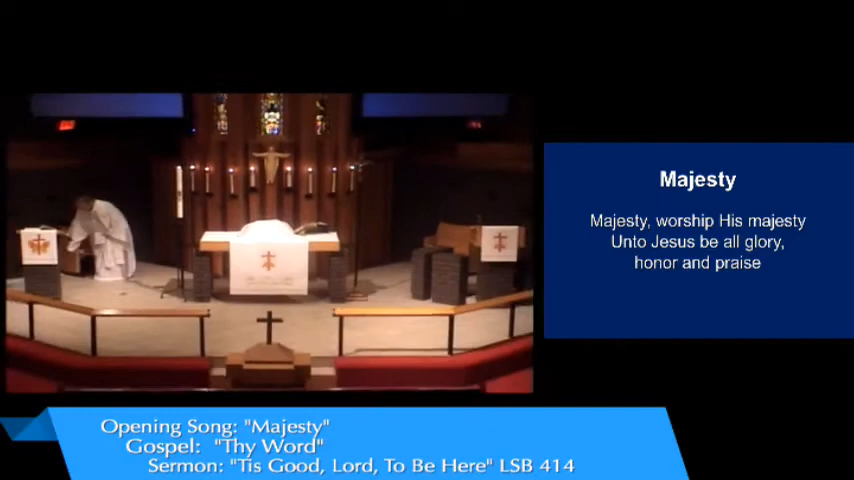 Majesty
Majesty, worship His majesty
Unto Jesus be all glory,
honor and praise
Opening Song: "Majesty"
Gospel: "Thy Word"
Sermon: "Tis Good, Lord, To Be Here" LSB 414